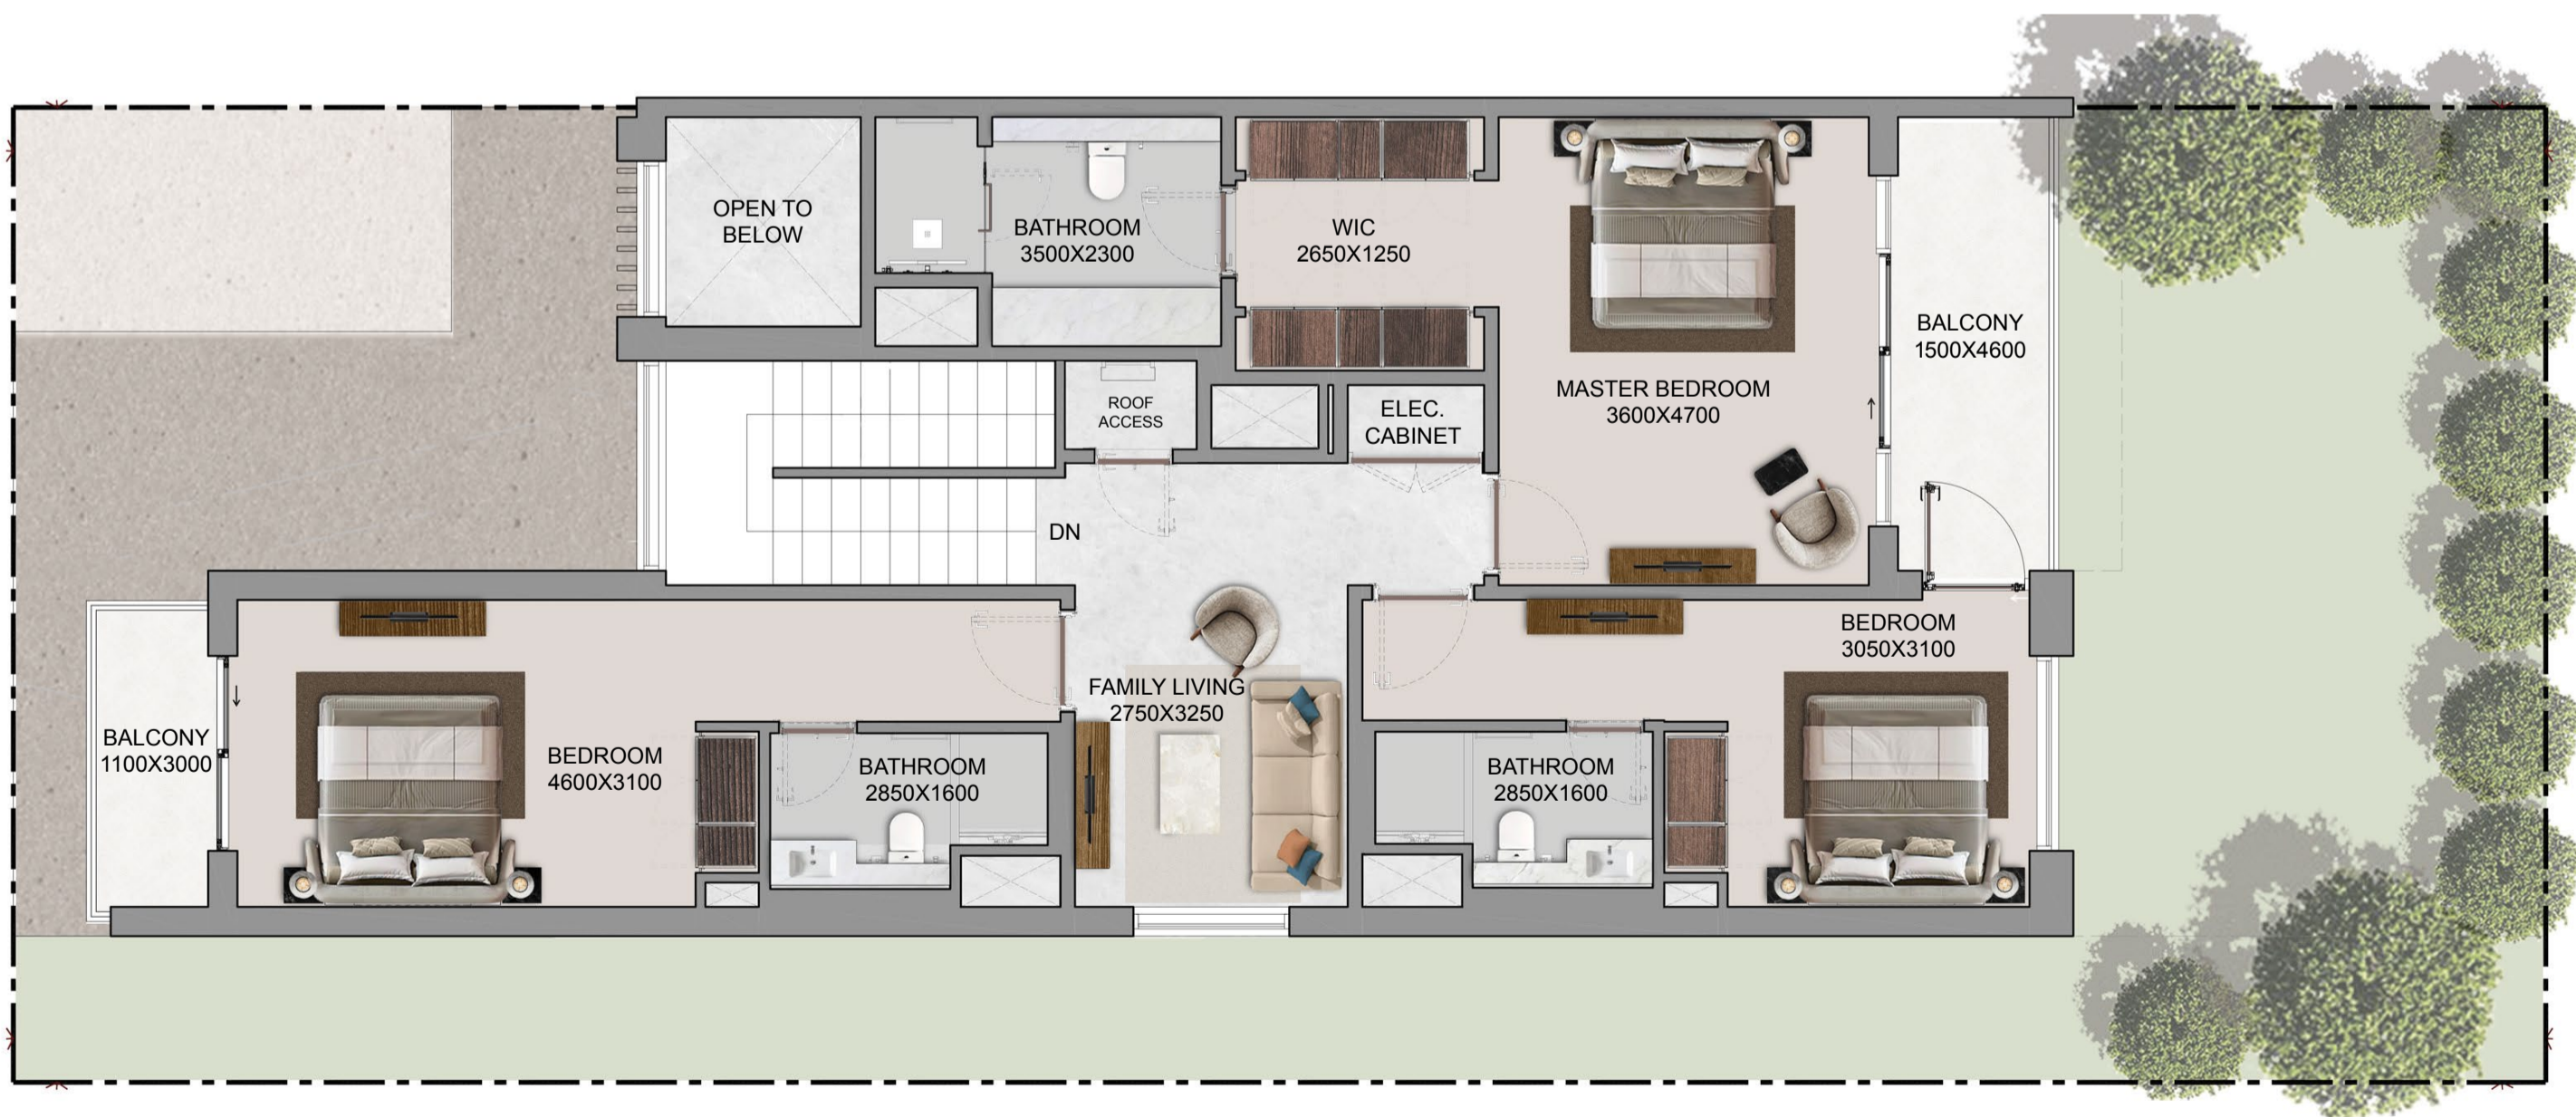 OPEN TO
BELOW
BATHROOM
3500X2300
WIC
2650X1250
MASTER BEDROOM
3600X4700
BALCONY
1500X4600
ROOF
ACCESS
ELEC.
CABINET
DN
BALCONY
1100X3000
BEDROOM
4600X3100
BATHROOM
2850X1600
FAMILY LIVING
2750X3250
BATHROOM
2850X1600
BEDROOM
3050X3100